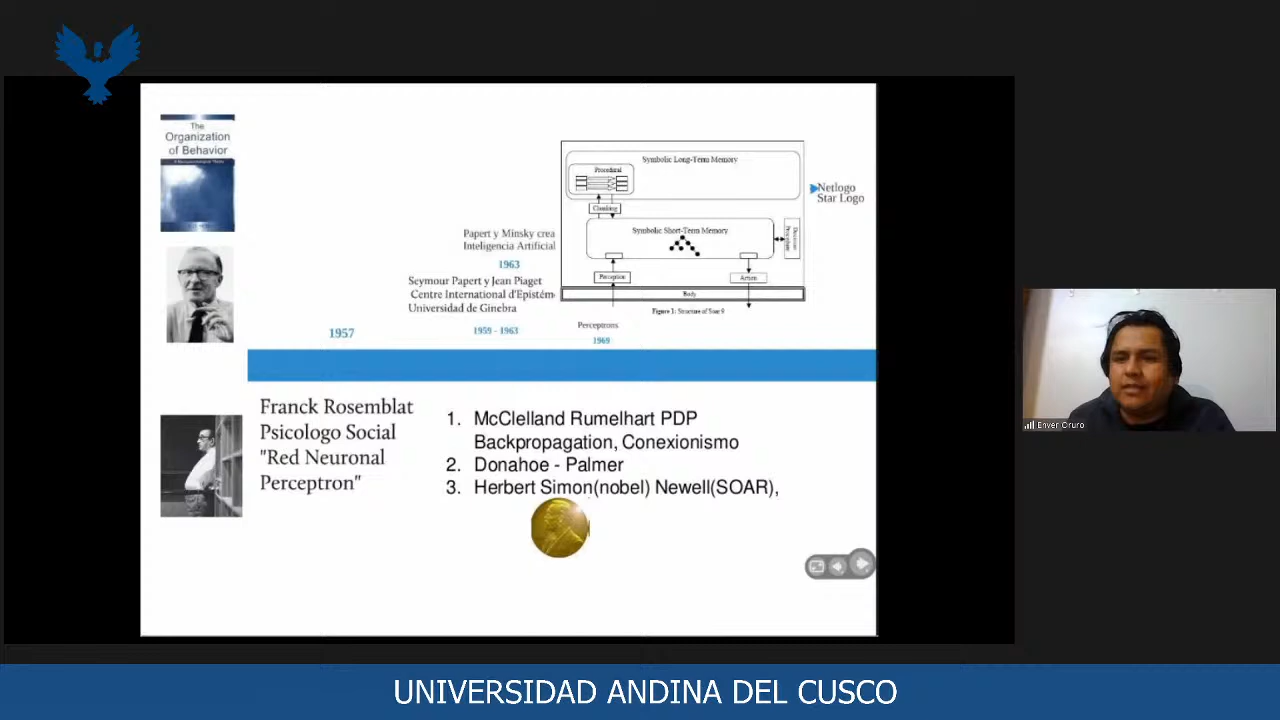 The
Organization
of Behavior
Symbolic Long-Term Memory
Procedural
Chunking
Symbolic Short-Term Memory
Decision
Procedure
Perception
Action
Body
Figure 1: Structure of Soar 9
Netlogo
Star Logo
Papert y Minsky crea
Inteligencia Artificial
1963
Seymour Papert y Jean Piaget
Centre International d'Epistém
Universidad de Ginebra
1957
1959 - 1963
Perceptrons
1969
Franck Rosemblat
Psicologo Social
"Red Neuronal
Perceptron"
1. McClelland Rumelhart PDP
Backpropagation, Conexionismo
2. Donahoe - Palmer
3. Herbert Simon(nobel) Newell(SOAR),
Enver Oruro
UNIVERSIDAD ANDINA DEL CUSCO